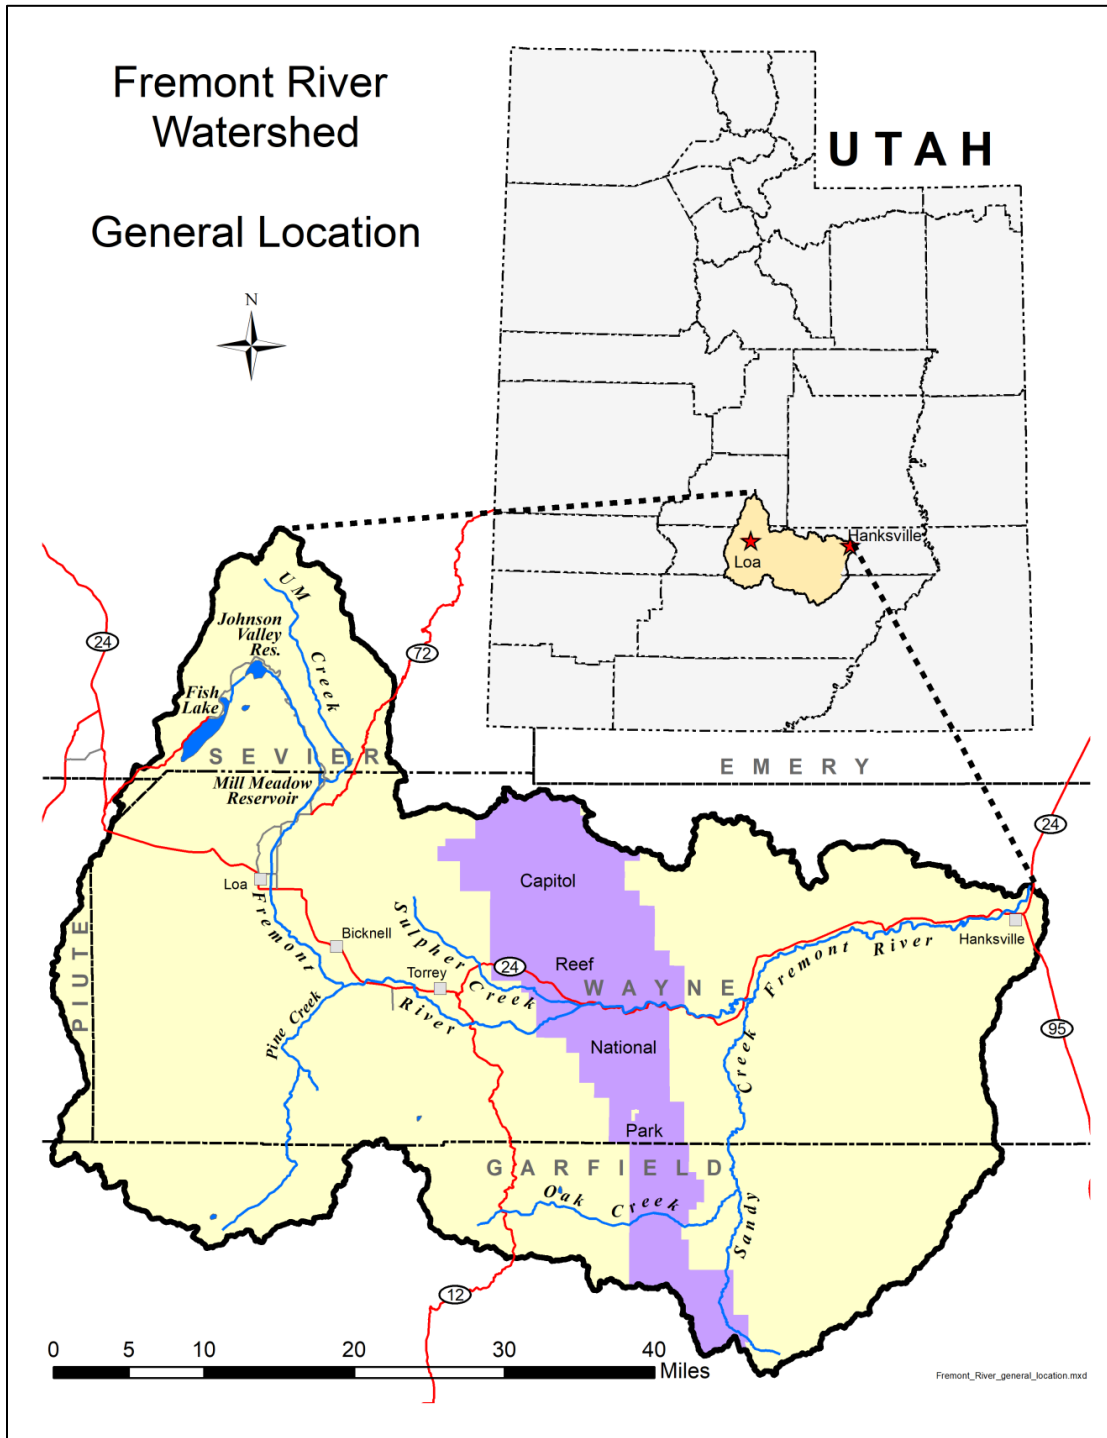 Fremont River
Watershed
General Location
N
UTAH
Hanksville
Loa
UM Creek
Johnson
Valley
Res.
Fish
Lake
24
72
SEVIER
EMERY
Mill Meadow
Reservoir
24
Capitol
Loa
Fremont River
Sulpher Creek
Bicknell
Hanksville
Fremont River
PIUTE
Torrey
24
Reef
WAYNE
95
Pine Creek
National
Creek
Park
GARFIELD
Oak Creek
Sandy
12
0 5 10 20 30 40
Miles
Fremont_River_general_location.mxd